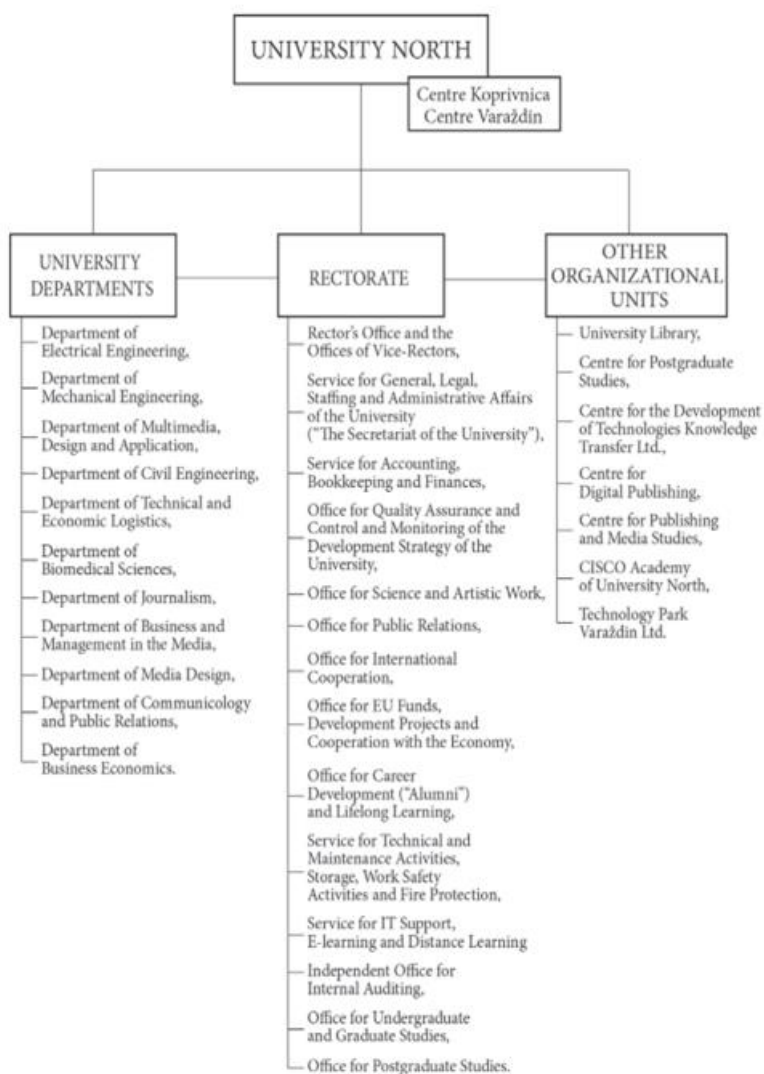 UNIVERSITY NORTH
Centre Koprivnica
Centre Varaždin
UNIVERSITY
DEPARTMENTS
Department of
Electrical Engineering,
Department of
Mechanical Engineering,
Department of Multimedia,
Design and Application,
Department of Civil Engineering,
Department of Technical and
Economic Logistics,
Department of
Biomedical Sciences,
Department of Journalism,
Department of Business and
Management in the Media,
Department of Media Design,
Department of Communicology
and Public Relations,
Department of
Business Economics.
RECTORATE
Rector's Office and the
Offices of Vice-Rectors,
Service for General, Legal,
Staffing and Administrative Affairs
of the University
("The Secretariat of the University"),
Service for Accounting,
Bookkeeping and Finances,
Office for Quality Assurance and
Control and Monitoring of the
Development Strategy of the
University,
Office for Science and Artistic Work,
Office for Public Relations,
Office for International
Cooperation,
Office for EU Funds,
Development Projects and
Cooperation with the Economy,
Office for Career
Development ("Alumni")
and Lifelong Learning,
Service for Technical and
Maintenance Activities,
Storage, Work Safety
Activities and Fire Protection,
Service for IT Support,
E-learning and Distance Learning
Independent Office for
Internal Auditing,
Office for Undergraduate
and Graduate Studies,
Office for Postgraduate Studies.
OTHER
ORGANIZATIONAL
UNITS
University Library,
Centre for Postgraduate
Studies,
Centre for the Development
of Technologies Knowledge
Transfer Ltd.,
Centre for
Digital Publishing,
Centre for Publishing
and Media Studies,
CISCO Academy
of University North,
Technology Park
Varaždin Ltd.